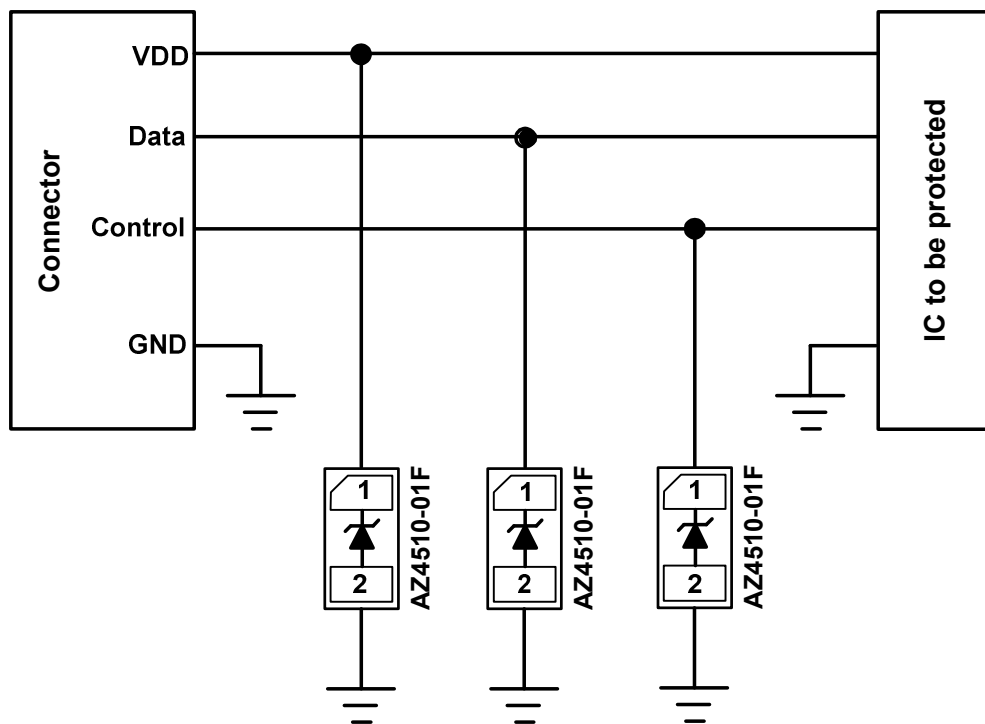 Connector
VDD
Data
Control
GND
IC to be protected
1
2
AZ4510-01F
1
2
AZ4510-01F
1
2
AZ4510-01F